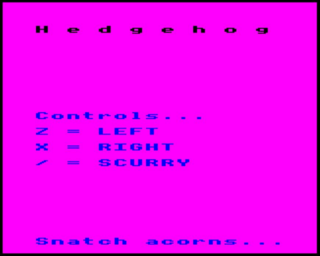 H e d g e h o g
Controls...
Z = LEFT
X = RIGHT
/ = SCURRY
Snatch acorns...